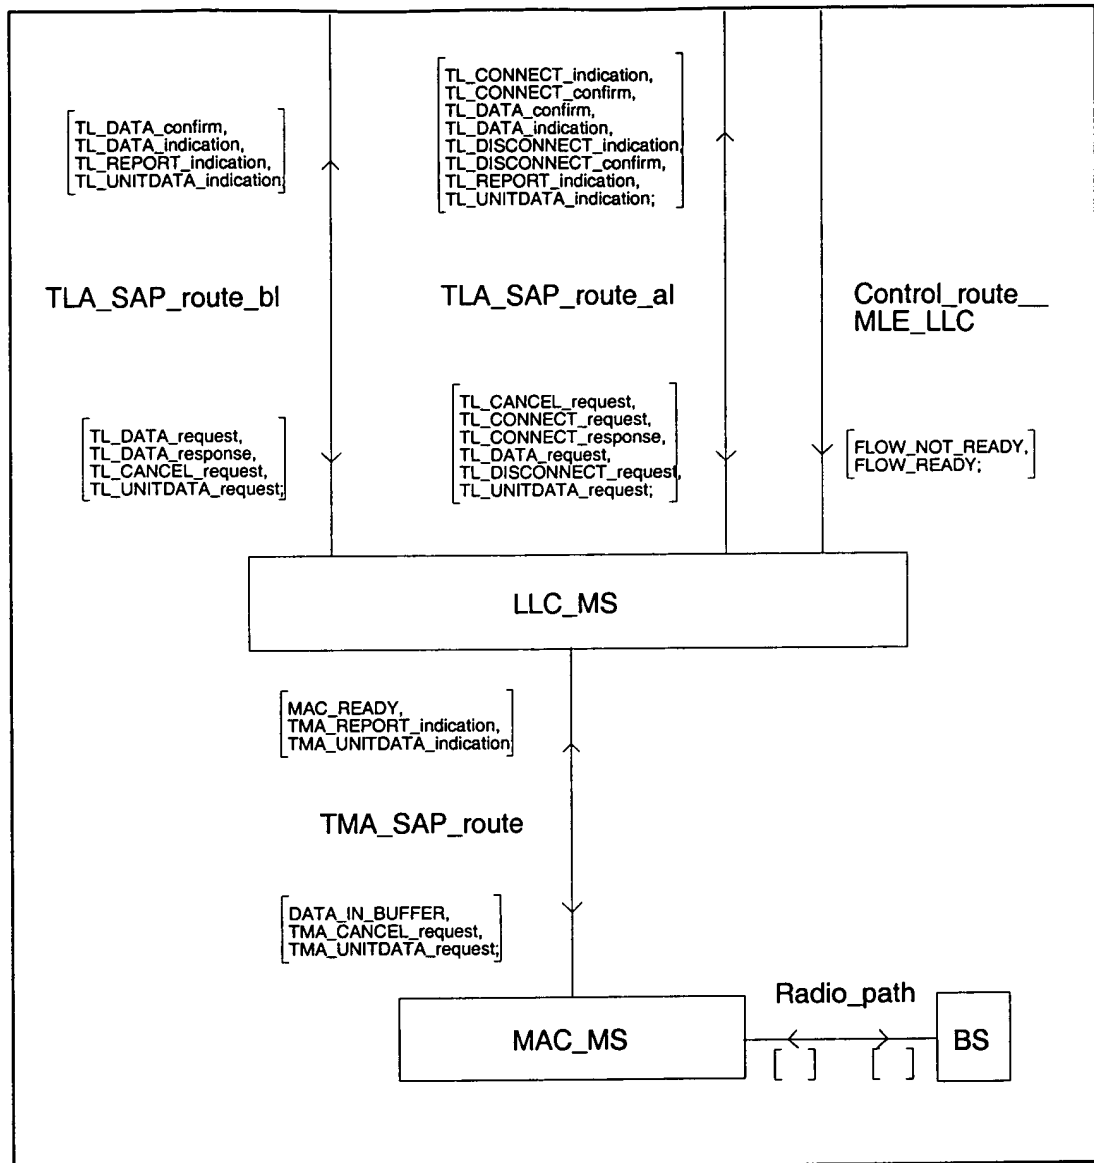 TL_CONNECT_indication,
TL_CONNECT_confirm,
TL_DATA_confirm,
TL_DATA_indication,
TL_DISCONNECT_indication,
TL_DISCONNECT_confirm,
TL_REPORT_indication,
TL_UNITDATA_indication;
TL_DATA_confirm,
TL_DATA_indication,
TL_REPORT_indication,
TL_UNITDATA_indication
TLA_SAP_route_bl
TLA_SAP_route_al
Control_route__
MLE_LLC
TL_DATA_request,
TL_DATA_response,
TL_CANCEL_request,
TL_UNITDATA_request;
TL_CANCEL_request,
TL_CONNECT_request,
TL_CONNECT_response,
TL_DATA_request,
TL_DISCONNECT_request,
TL_UNITDATA_request;
FLOW_NOT_READY,
FLOW_READY;
LLC_MS
MAC_READY,
TMA_REPORT_indication,
TMA_UNITDATA_indication
TMA_SAP_route
DATA_IN_BUFFER,
TMA_CANCEL_request,
TMA_UNITDATA_request;
Radio_path
MAC_MS
BS